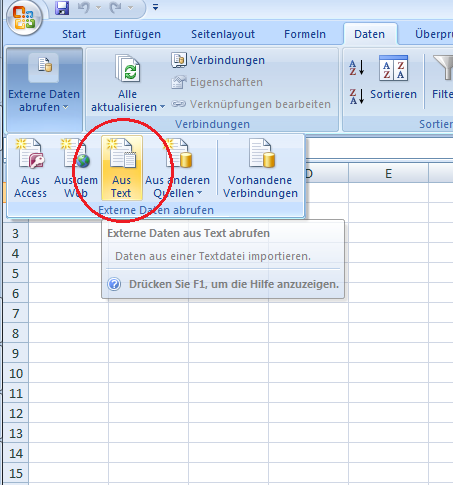 Start Einfügen Seitenlayout Formeln Daten Überpr
Externe Daten abrufen
Alle aktualisieren
Verbindungen
Eigenschaften
Verknüpfungen bearbeiten
Verbindungen
A Z
Z A
A Z Z A
Sortieren
Filte
Sortier
Aus Access
Aus dem Web
Aus Text
Aus anderen Quellen
Vorhandene Verbindungen
Externe Daten abrufen
D E
Externe Daten aus Text abrufen
Daten aus einer Textdatei importieren.
Drücken Sie F1, um die Hilfe anzuzeigen.
3
4
5
6
7
8
9
10
11
12
13
14
15